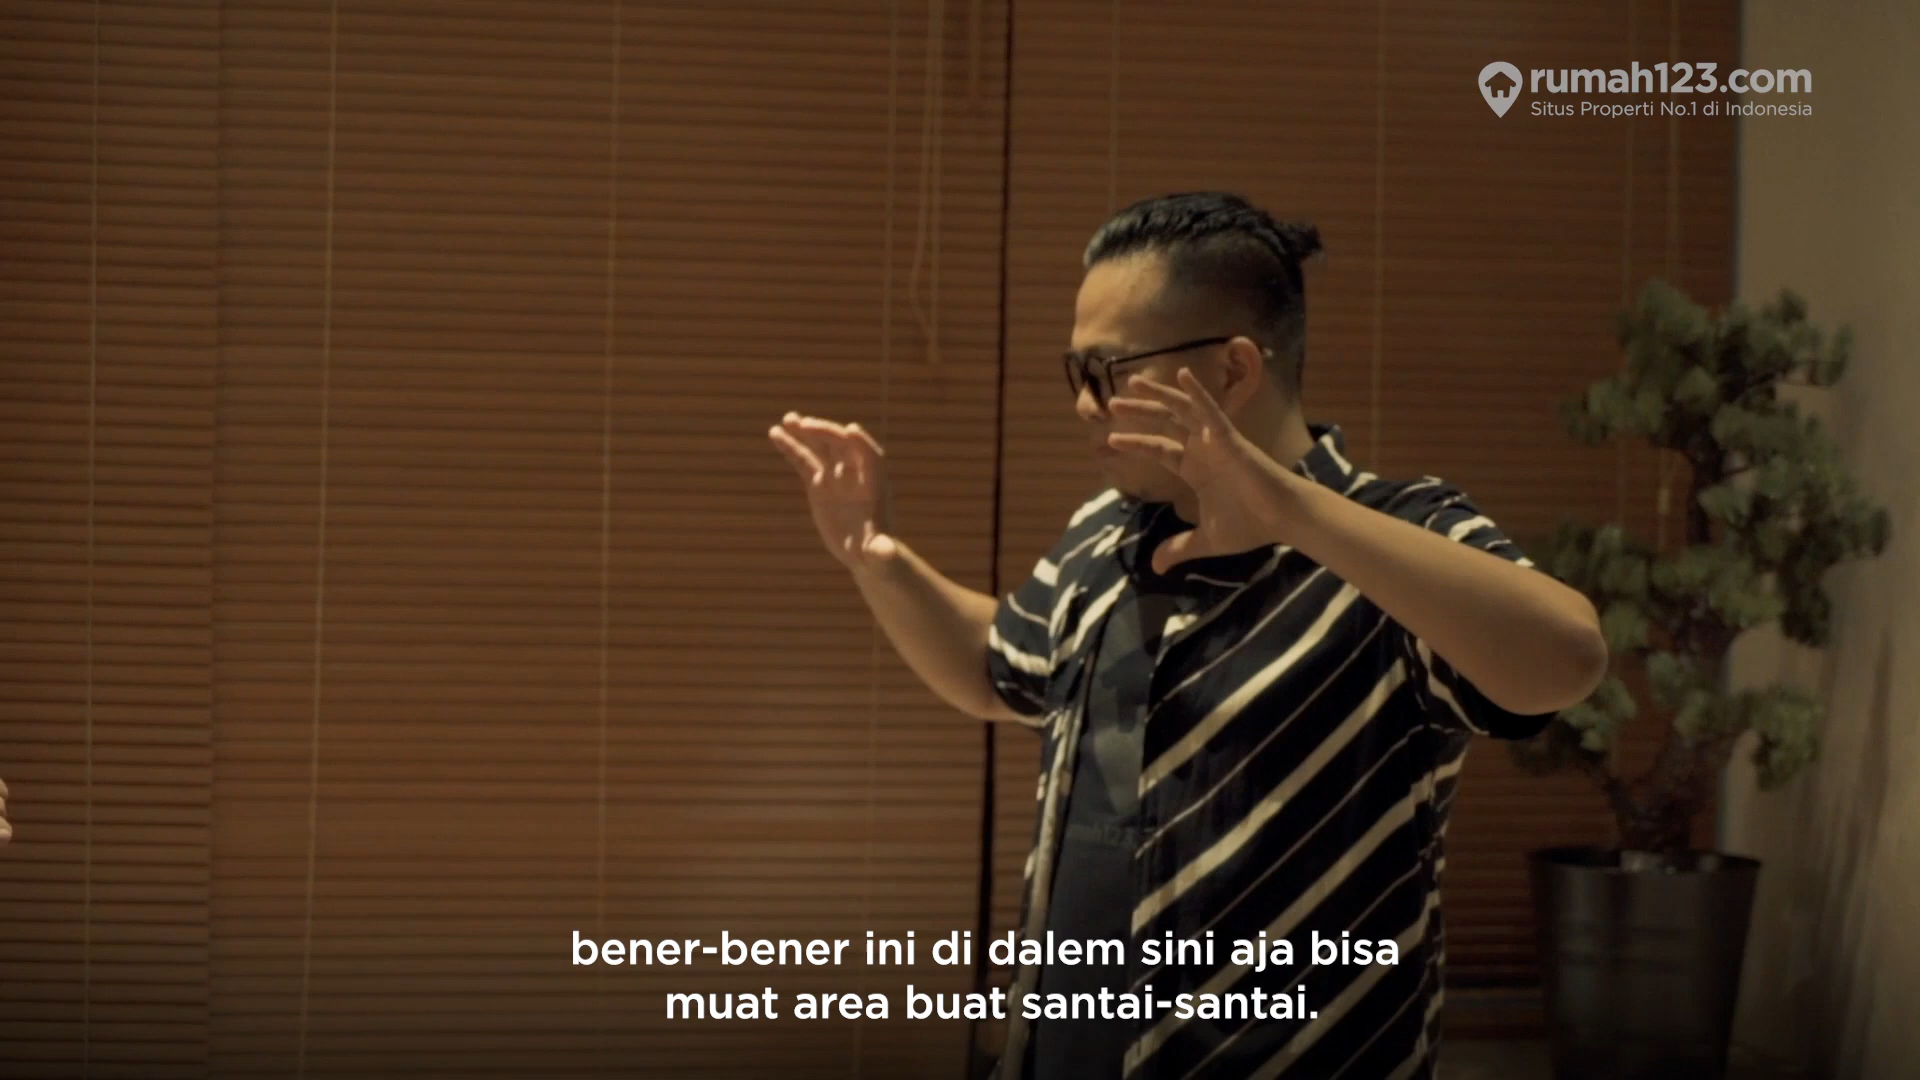 rumah123.com
Situs Properti No.1 di Indonesia
bener-bener ini di dalem sini aja bisa
muat area buat santai-santai.